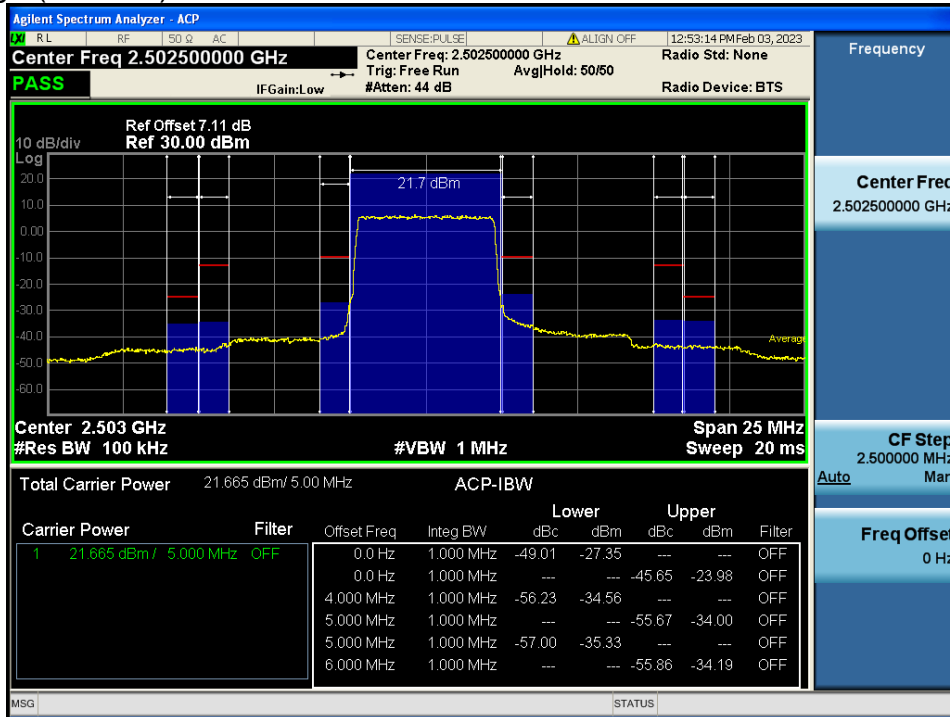 Agilent Spectrum Analyzer - ACP
LXI RL RF 50 Ω AC SENSE:PULSE ALIGN OFF 12:53:14 PM Feb 03, 2023
Center Freq 2.502500000 GHz Center Freq: 2.502500000 GHz Radio Std: None
Trig: Free Run Avg|Hold: 50/50
PASS IFGain:Low #Atten: 44 dB Radio Device: BTS
Ref Offset 7.11 dB
10 dB/div Ref 30.00 dBm
Log
20.0
21.7 dBm
10.0
0.00
-10.0
-20.0
-30.0
-40.0
Average
-50.0
-60.0
Center 2.503 GHz Span 25 MHz
#Res BW 100 kHz #VBW 1 MHz Sweep 20 ms
Total Carrier Power 21.665 dBm/ 5.00 MHz ACP-IBW
Lower Upper
Carrier Power Filter Offset Freq Integ BW dBc dBm dBc dBm Filter
1 21.665 dBm / 5.000 MHz OFF 0.0 Hz 1.000 MHz -49.01 -27.35 --- --- OFF
0.0 Hz 1.000 MHz --- --- -45.65 -23.98 OFF
4.000 MHz 1.000 MHz -56.23 -34.56 --- --- OFF
5.000 MHz 1.000 MHz --- --- -55.67 -34.00 OFF
5.000 MHz 1.000 MHz -57.00 -35.33 --- --- OFF
6.000 MHz 1.000 MHz --- --- -55.86 -34.19 OFF
MSG STATUS
Frequency
Center Freq
2.502500000 GHz
CF Step
2.500000 MHz
Auto Man
Freq Offset
0 Hz